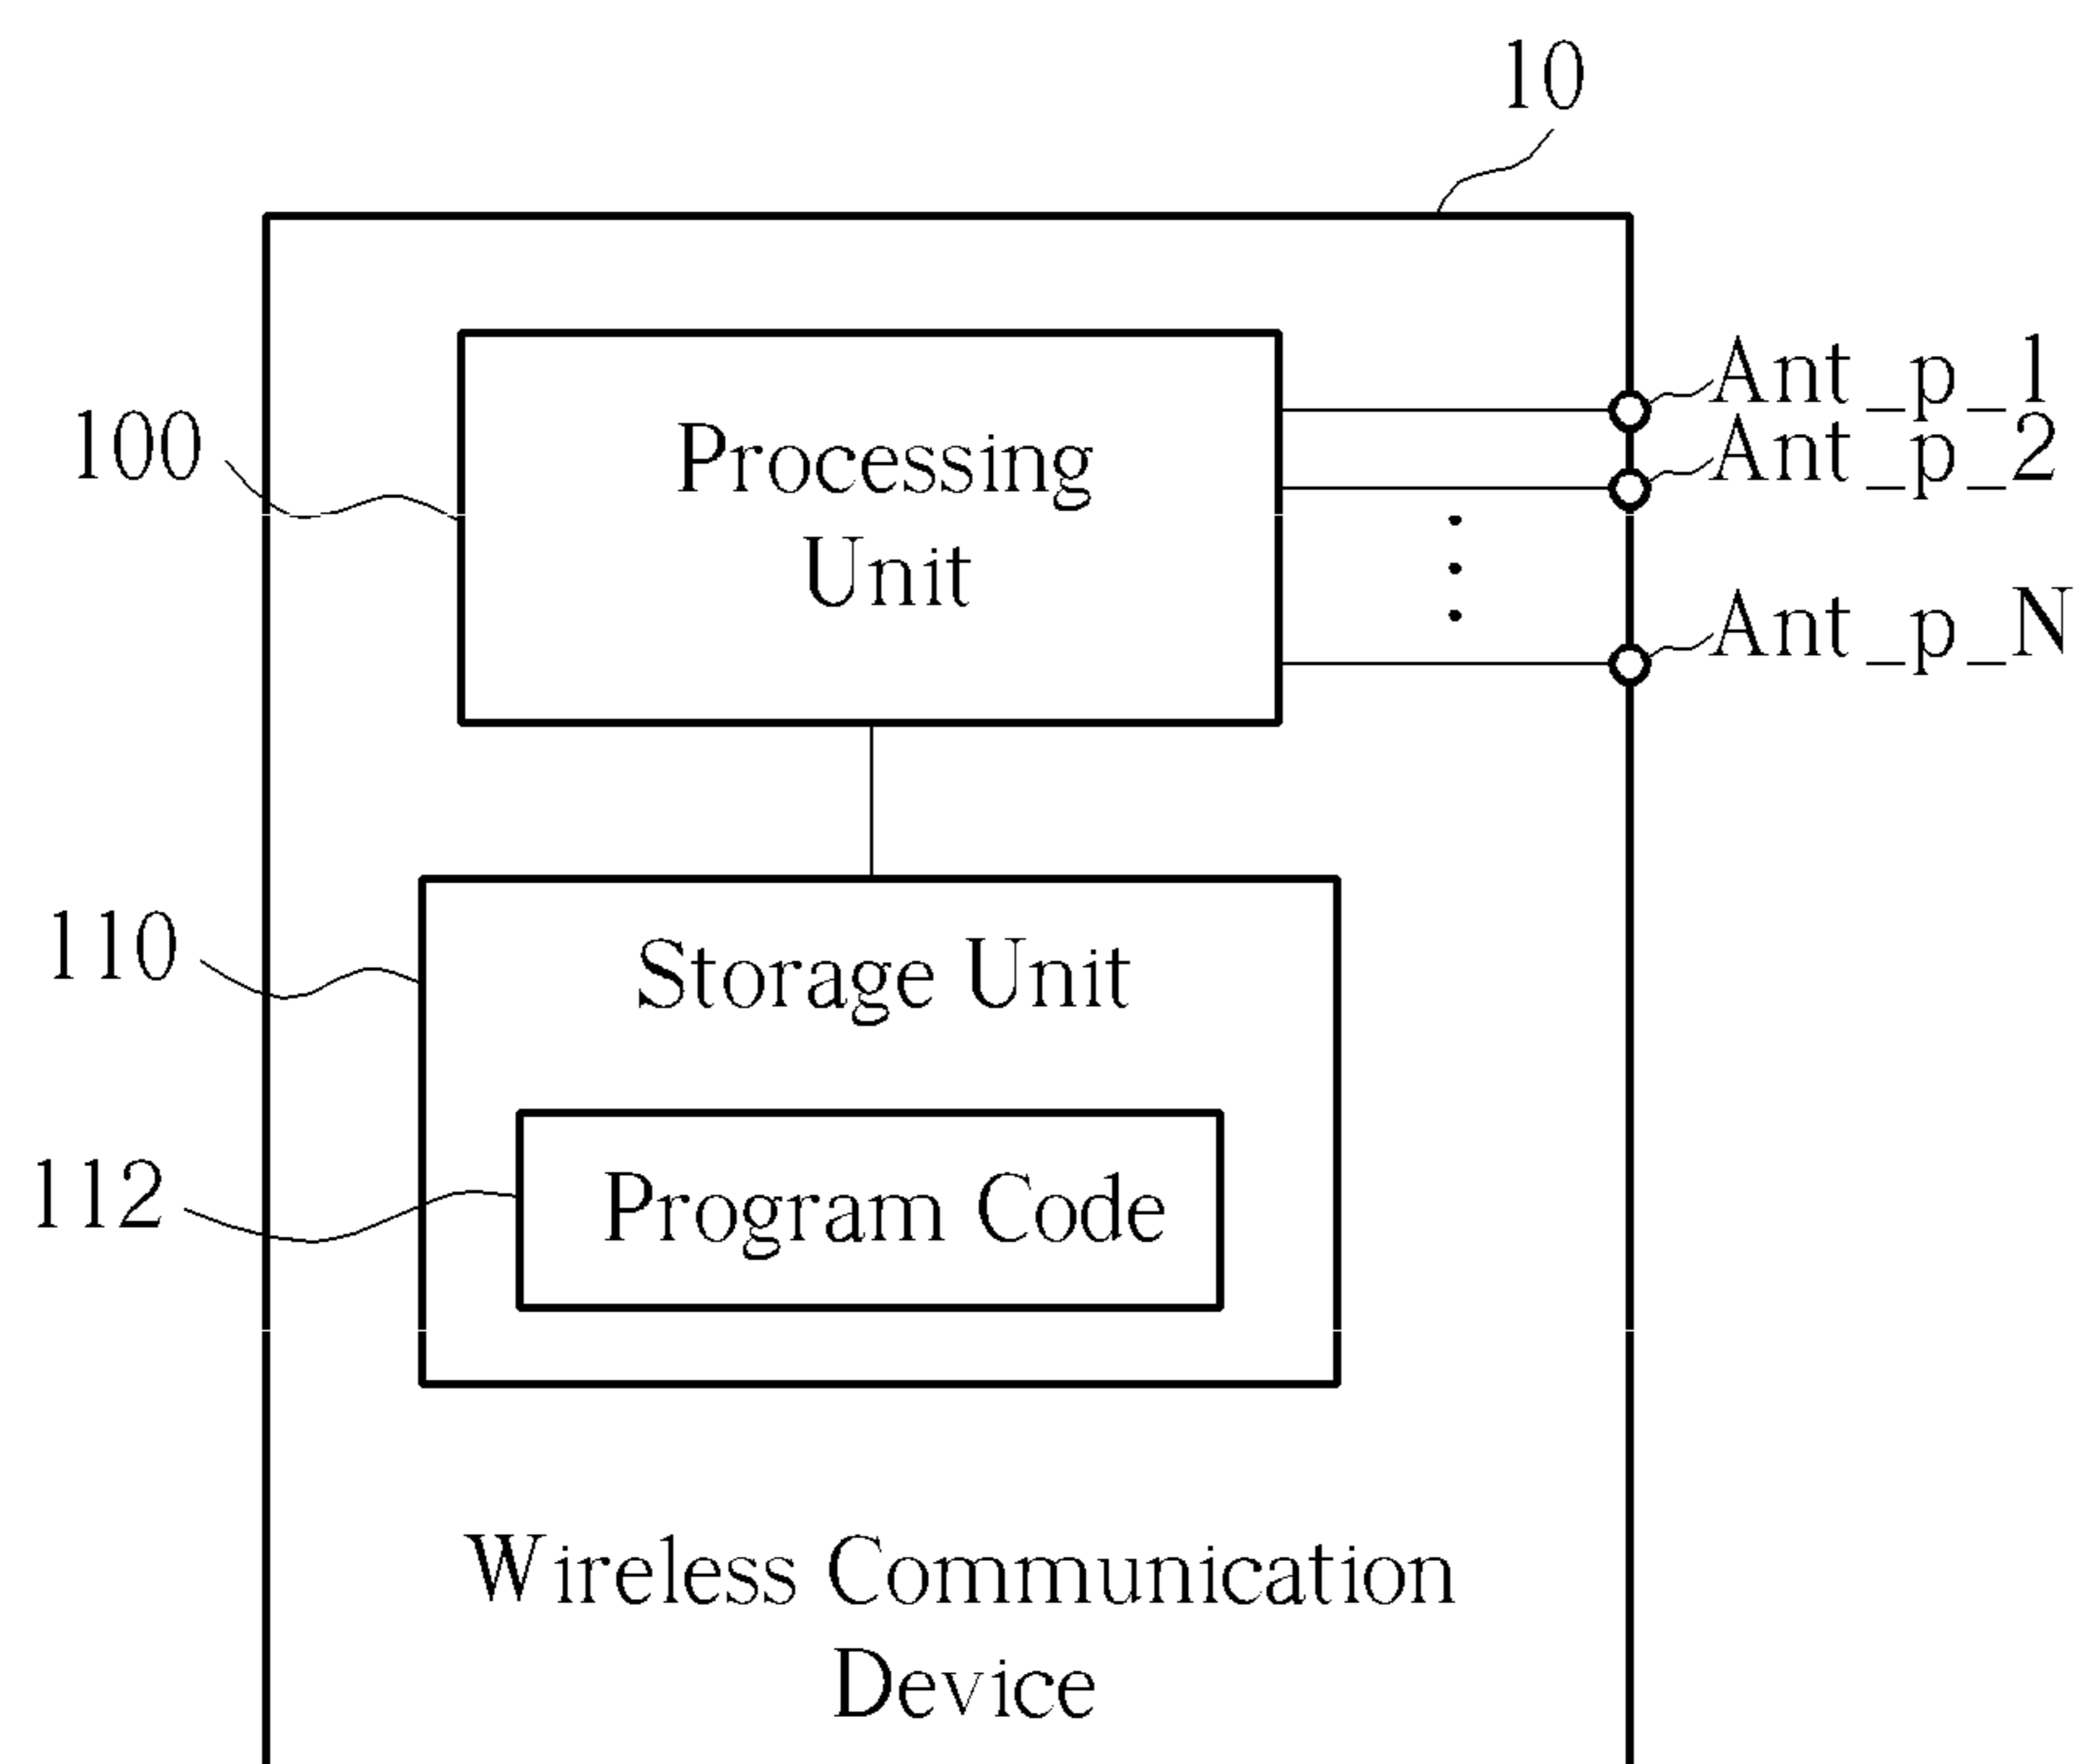 10
Ant_p_1
100
Processing
Unit
Ant_p_2
Ant_p_N
110
Storage Unit
112
Program Code
Wireless Communication
Device